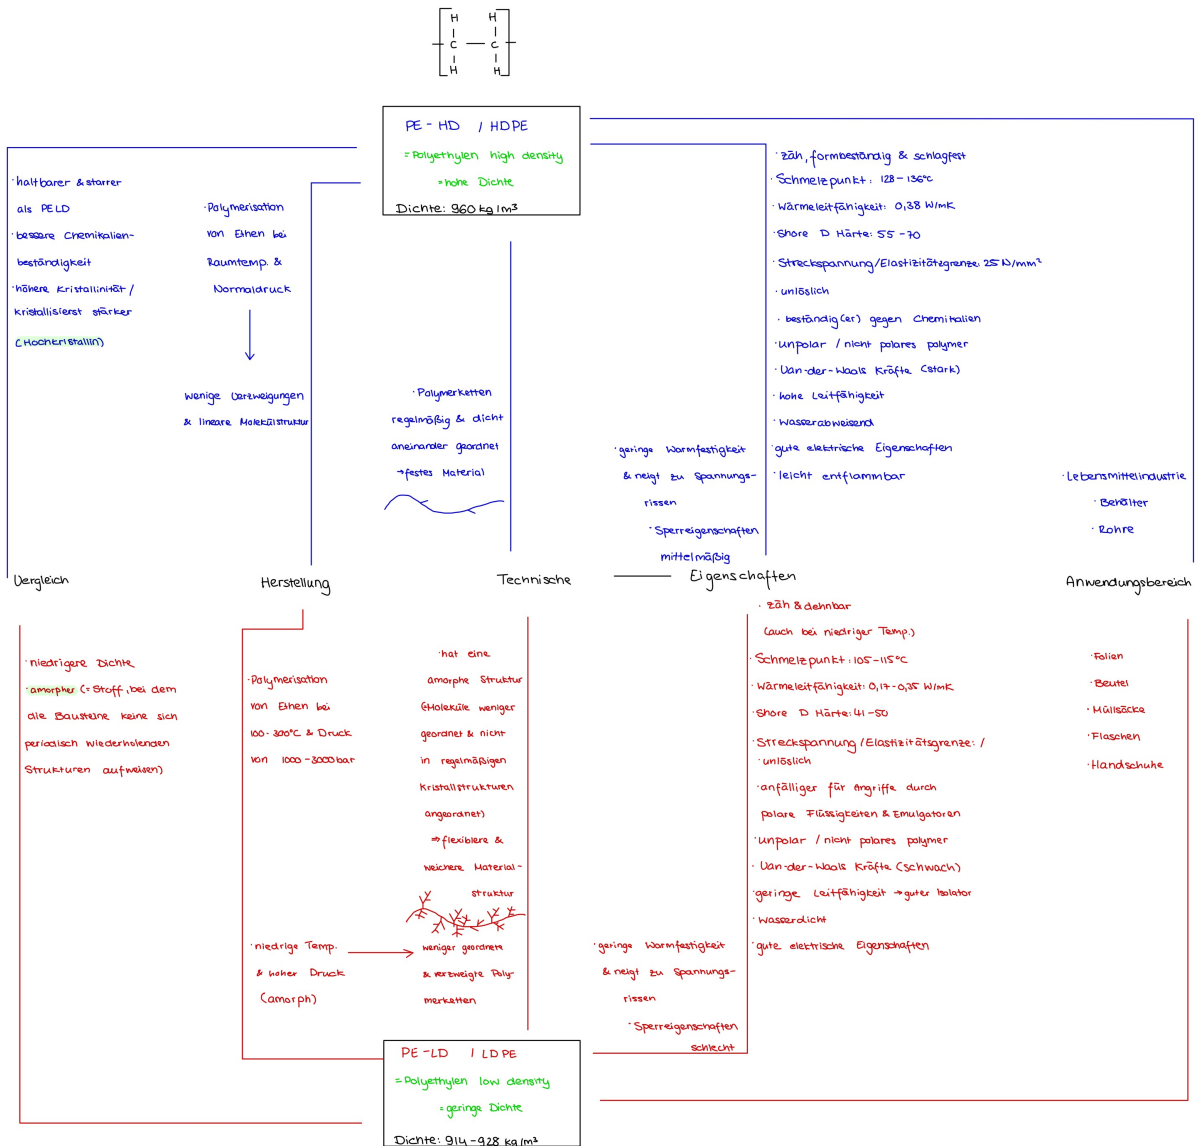 H H
C C
H H
PE-HD / HDPE
= Polyethylen high density
= hohe Dichte
Dichte: 960 kg/m³
· haltbarer & starrer
als PELD
· bessere Chemikalien-
beständigkeit
· höhere Kristallinität /
kristallisierst stärker
(Hochkristallin)
· Polymerisation
von Ethen bei
Raumtemp. &
Normaldruck
wenige Verzweigungen
& lineare Molekülstruktur
· Polymerketten
regelmäßig & dicht
aneinander geordnet
→ festes Material
· geringe Warmfestigkeit
& neigt zu Spannungs-
rissen
· Sperreigenschaften
mittelmäßig
· zäh, formbeständig & schlagfest
· Schmelzpunkt: 128-136°C
· Wärmeleitfähigkeit: 0,38 W/mK
· Shore D Härte: 55-70
· Streckspannung/Elastizitätsgrenze: 25 N/mm²
· unlöslich
· beständig(er) gegen Chemikalien
· unpolar / nicht polares polymer
· Van-der-Waals Kräfte (stark)
· hohe Leitfähigkeit
· wasserabweisend
· gute elektrische Eigenschaften
· leicht entflammbar
· Lebensmittelindustrie
· Behälter
· Rohre
Vergleich
Herstellung
Technische
Eigenschaften
Anwendungsbereich
· niedrigere Dichte
· amorpher (= Stoff, bei dem
die Bausteine keine sich
periodisch wiederholenden
Strukturen aufweisen)
· Polymerisation
von Ethen bei
100-300°C & Druck
von 1000-3000bar
· niedrige Temp.
& hoher Druck
(amorph)
· hat eine
amorphe Struktur
(Moleküle weniger
geordnet & nicht
in regelmäßigen
Kristallstrukturen
angeordnet)
⇒ flexiblere &
weichere Material-
struktur
weniger geordnete
& verzweigte Poly-
merketten
· geringe Warmfestigkeit
& neigt zu Spannungs-
rissen
· Sperreigenschaften
schlecht
· zäh & dehnbar
(auch bei niedriger Temp.)
· Schmelzpunkt: 105-115°C
· Wärmeleitfähigkeit: 0,17-0,35 W/mK
· Shore D Härte: 41-50
· Streckspannung/Elastizitätsgrenze: /
· unlöslich
· anfälliger für Angriffe durch
polare Flüssigkeiten & Emulgatoren
· unpolar / nicht polares polymer
· Van-der-Waals Kräfte (schwach)
· geringe Leitfähigkeit → guter Isolator
· wasserdicht
· gute elektrische Eigenschaften
· Folien
· Beutel
· Müllsäcke
· Flaschen
· Handschuhe
PE-LD / LDPE
= Polyethylen low density
= geringe Dichte
Dichte: 914-928 kg/m³